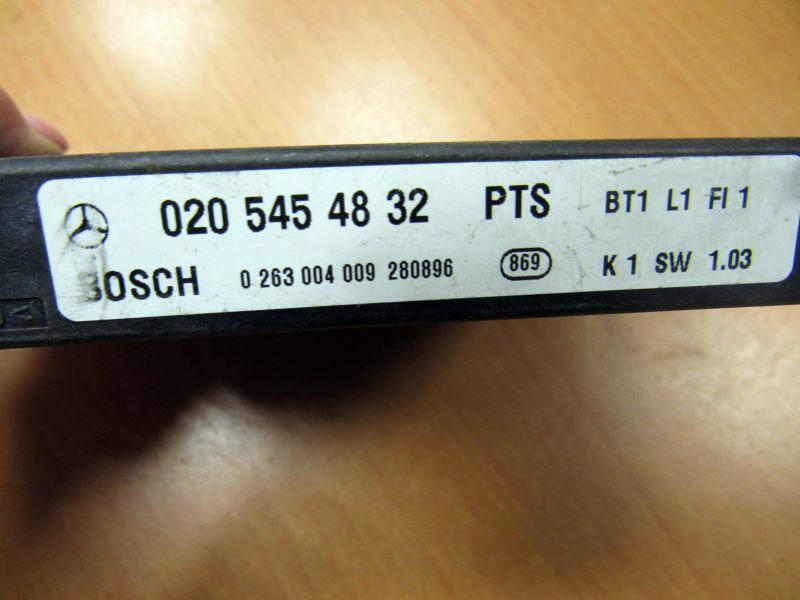 020 545 48 32 PTS BT1 L1 FI 1
BOSCH 0 263 004 009 280896 869 K 1 SW 1.03